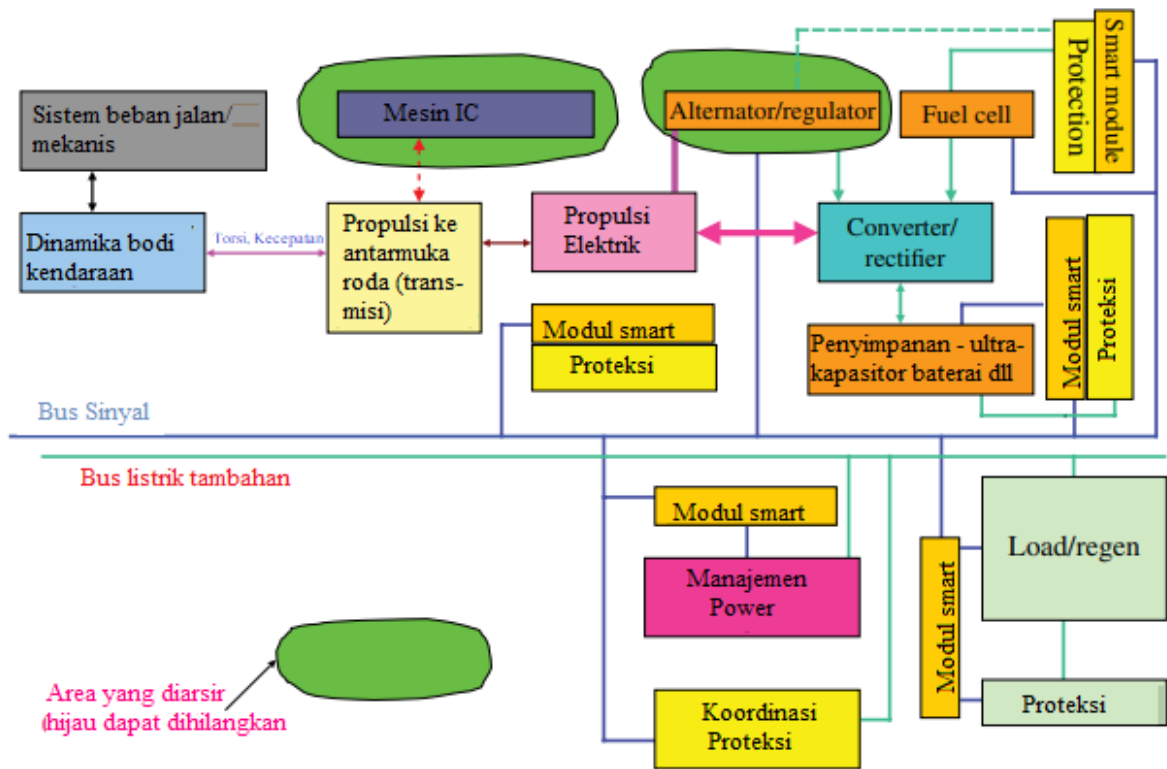 Protection
Smart module
Sistem beban jalan/
mekanis
Mesin IC
Alternator/regulator
Fuel cell
Dinamika bodi
kendaraan
Torsi, Kecepatan
Propulsi ke
antarmuka
roda (trans-
misi)
Propulsi
Elektrik
Converter/
rectifier
Modul smart
Proteksi
Modul smart
Proteksi
Penyimpanan - ultra-
kapasitor baterai dll
Bus Sinyal
Bus listrik tambahan
Modul smart
Manajemen
Power
Modul smart
Load/regen
Area yang diarsir
(hijau dapat dihilangkan
Koordinasi
Proteksi
Proteksi